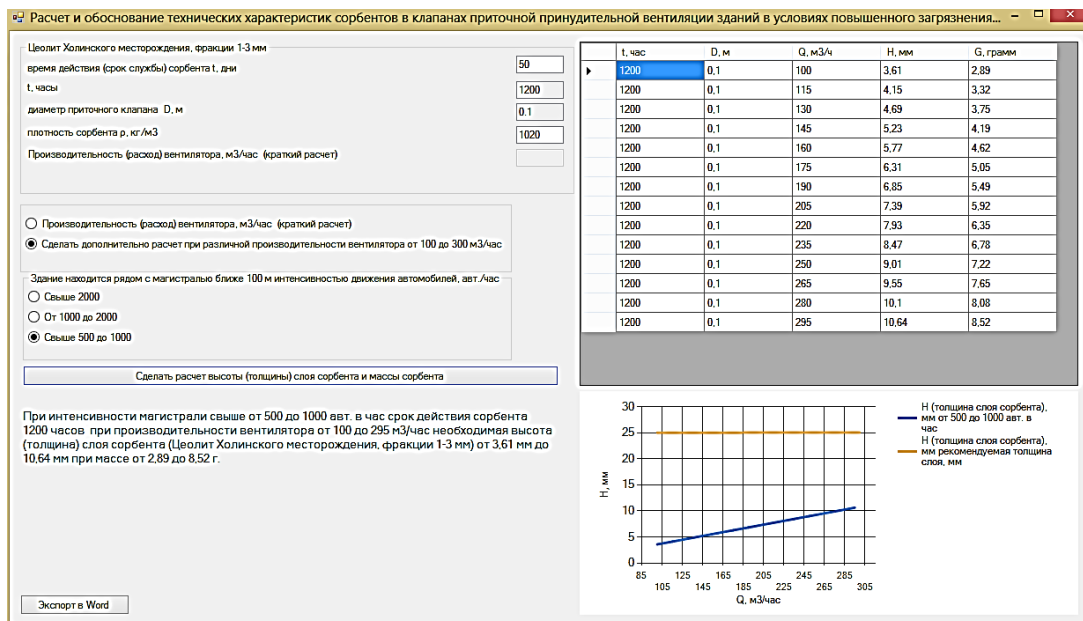 Расчет и обоснование технических характеристик сорбентов в клапанах приточной принудительной вентиляции зданий в условиях повышенного загрязнения...
Цеолит Холинского месторождения, фракции 1-3 мм
время действия (срок службы) сорбента t, дни 50
t, часы 1200
диаметр приточного клапана D, м 0.1
плотность сорбента ρ, кг/м3 1020
Производительность (расход) вентилятора, м3/час (краткий расчет)
Производительность (расход) вентилятора, м3/час (краткий расчет)
Сделать дополнительно расчет при различной производительности вентилятора от 100 до 300 м3/час
Здание находится рядом с магистралью ближе 100 м интенсивностью движения автомобилей, авт./час
Свыше 2000
От 1000 до 2000
Свыше 500 до 1000
Сделать расчет высоты (толщины) слоя сорбента и массы сорбента
При интенсивности магистрали свыше от 500 до 1000 авт. в час срок действия сорбента
1200 часов при производительности вентилятора от 100 до 295 м3/час необходимая высота
(толщина) слоя сорбента (Цеолит Холинского месторождения, фракции 1-3 мм) от 3,61 мм до
10,64 мм при массе от 2,89 до 8,52 г.
Экспорт в Word
t, час D, м Q, м3/ч H, мм G, грамм
1200 0,1 100 3,61 2,89
1200 0,1 115 4,15 3,32
1200 0,1 130 4,69 3,75
1200 0,1 145 5,23 4,19
1200 0,1 160 5,77 4,62
1200 0,1 175 6,31 5,05
1200 0,1 190 6,85 5,49
1200 0,1 205 7,39 5,92
1200 0,1 220 7,93 6,35
1200 0,1 235 8,47 6,78
1200 0,1 250 9,01 7,22
1200 0,1 265 9,55 7,65
1200 0,1 280 10,1 8,08
1200 0,1 295 10,64 8,52
30
25
20
15
10
5
0
H, мм
85 125 165 205 245 285
105 145 185 225 265 305
Q, м3/час
H (толщина слоя сорбента),
мм от 500 до 1000 авт. в
час
H (толщина слоя сорбента),
мм рекомендуемая толщина
слоя, мм